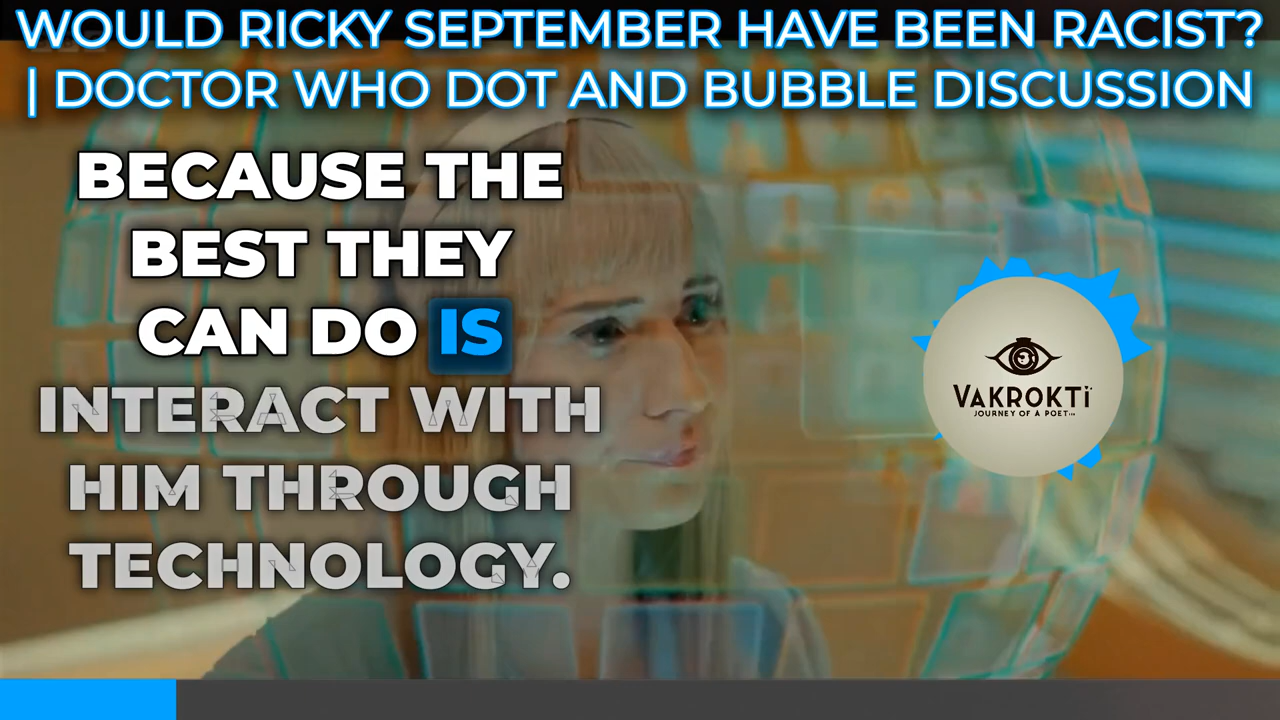 WOULD RICKY SEPTEMBER HAVE BEEN RACIST?
| DOCTOR WHO DOT AND BUBBLE DISCUSSION
BECAUSE THE
BEST THEY
CAN DO IS
INTERACT WITH
HIM THROUGH
TECHNOLOGY.
VAKROKTI
JOURNEY OF A POET...